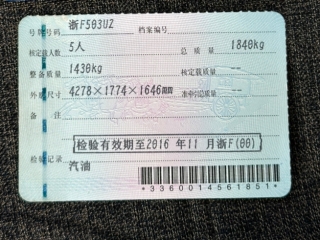 号牌号码 浙F503UZ 档案编号
核定载人数 5人 总质量 1840kg
整备质量 1430kg 核定载质量 --
外廓尺寸 4278×1774×1646mm 准牵引总质量 --
备注
检验有效期至2016 年11 月浙F(00)
检验记录 汽油
*3360014561851*